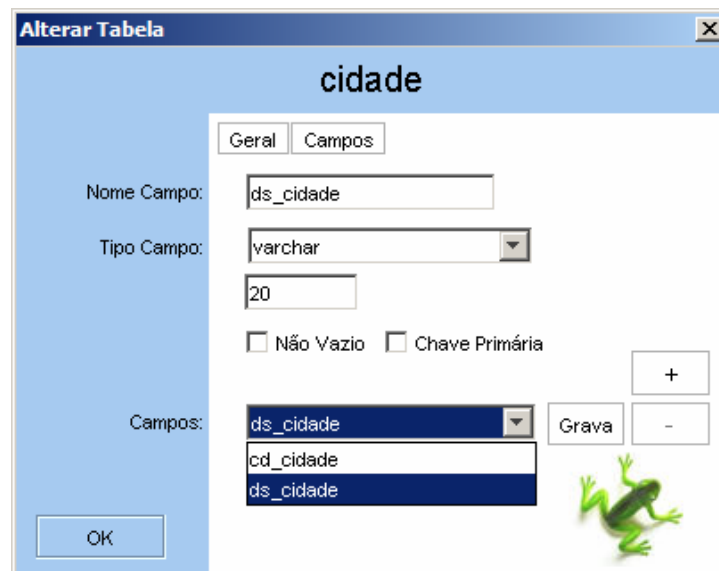 Alterar Tabela
cidade
Geral Campos
Nome Campo: ds_cidade
Tipo Campo: varchar
20
Não Vazio Chave Primária
+
Campos: ds_cidade Grava -
cd_cidade
ds_cidade
OK